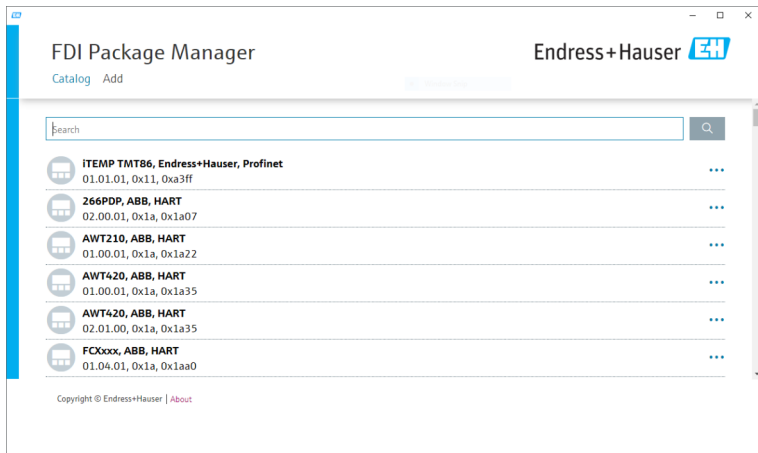 FDI Package Manager
Endress+Hauser EH
Catalog Add
Search
iTEMP TMT86, Endress+Hauser, Profinet
01.01.01, 0x11, 0xa3ff
266PDP, ABB, HART
02.00.01, 0x1a, 0x1a07
AWT210, ABB, HART
01.00.01, 0x1a, 0x1a22
AWT420, ABB, HART
01.00.01, 0x1a, 0x1a35
AWT420, ABB, HART
02.01.00, 0x1a, 0x1a35
FCXxxx, ABB, HART
01.04.01, 0x1a, 0x1aa0
Copyright © Endress+Hauser | About